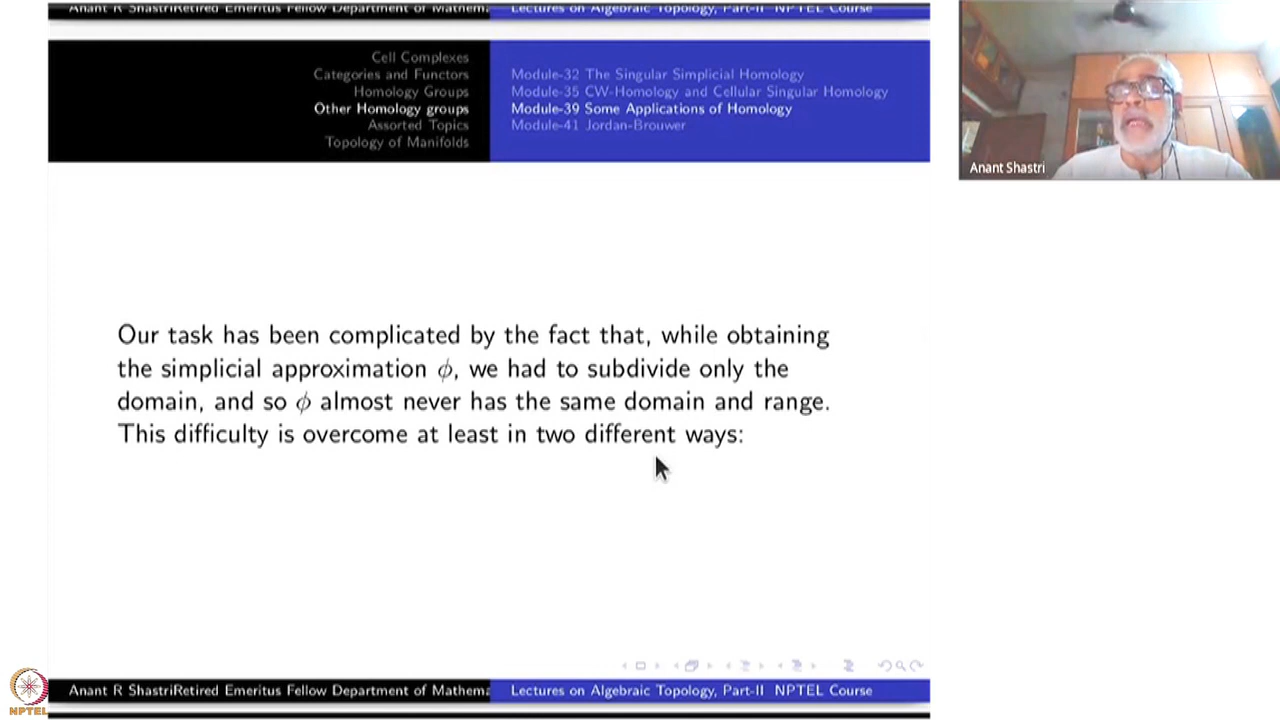 Anant R ShastriRetired Emeritus Fellow Department of Mathema
Lectures on Algebraic Topology, Part-II NPTEL Course
Cell Complexes
Categories and Functors
Homology Groups
Other Homology groups
Assorted Topics
Topology of Manifolds
Module-32 The Singular Simplicial Homology
Module-35 CW-Homology and Cellular Singular Homology
Module-39 Some Applications of Homology
Module-41 Jordan-Brouwer
Anant Shastri
Our task has been complicated by the fact that, while obtaining
the simplicial approximation ϕ, we had to subdivide only the
domain, and so ϕ almost never has the same domain and range.
This difficulty is overcome at least in two different ways:
NPTEL
Anant R ShastriRetired Emeritus Fellow Department of Mathema
Lectures on Algebraic Topology, Part-II NPTEL Course